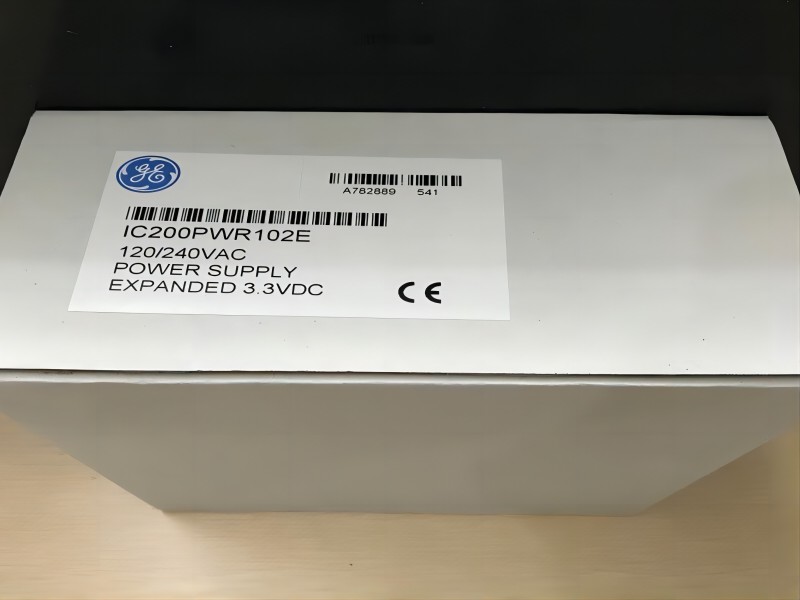 GE
A782889 541
IC200PWR102E
120/240VAC
POWER SUPPLY
EXPANDED 3.3VDC
CE